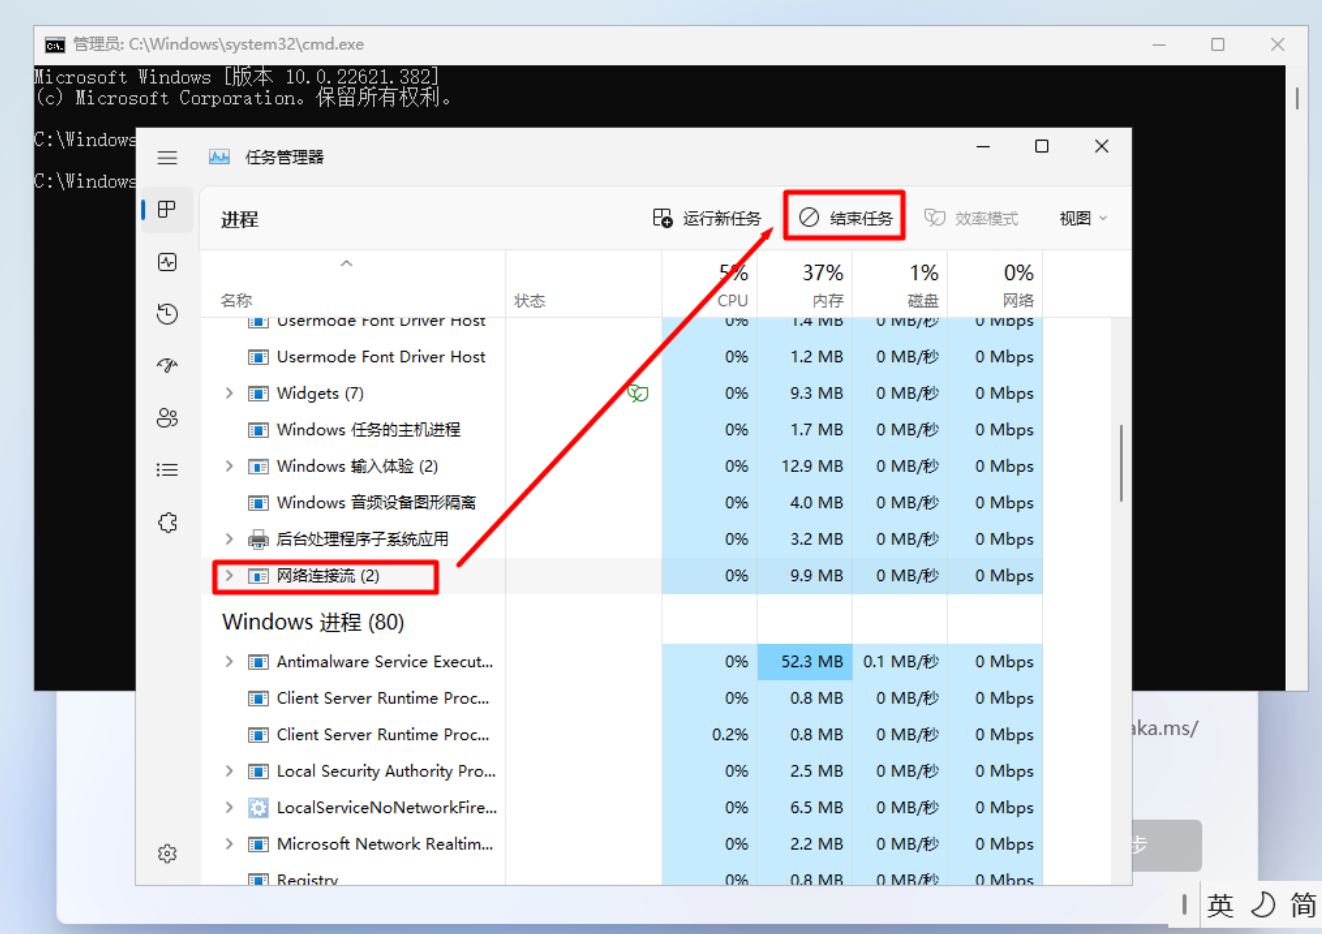 管理员: C:\Windows\system32\cmd.exe
Microsoft Windows [版本 10.0.22621.382]
(c) Microsoft Corporation。保留所有权利。
C:\Windows
C:\Windows
任务管理器
进程
运行新任务
结束任务
效率模式
视图
5% 37% 1% 0%
名称 状态 CPU 内存 磁盘 网络
Usermode Font Driver Host 0% 1.4 MB 0 MB/秒 0 Mbps
Usermode Font Driver Host 0% 1.2 MB 0 MB/秒 0 Mbps
Widgets (7) 0% 9.3 MB 0 MB/秒 0 Mbps
Windows 任务的主机进程 0% 1.7 MB 0 MB/秒 0 Mbps
Windows 输入体验 (2) 0% 12.9 MB 0 MB/秒 0 Mbps
Windows 音频设备图形隔离 0% 4.0 MB 0 MB/秒 0 Mbps
后台处理程序子系统应用 0% 3.2 MB 0 MB/秒 0 Mbps
网络连接流 (2) 0% 9.9 MB 0 MB/秒 0 Mbps
Windows 进程 (80)
Antimalware Service Execut... 0% 52.3 MB 0.1 MB/秒 0 Mbps
Client Server Runtime Proc... 0% 0.8 MB 0 MB/秒 0 Mbps
Client Server Runtime Proc... 0.2% 0.8 MB 0 MB/秒 0 Mbps
Local Security Authority Pro... 0% 2.5 MB 0 MB/秒 0 Mbps
LocalServiceNoNetworkFire... 0% 6.5 MB 0 MB/秒 0 Mbps
Microsoft Network Realtim... 0% 2.2 MB 0 MB/秒 0 Mbps
Registry 0% 0.8 MB 0 MB/秒 0 Mbps
aka.ms/
步
英 简